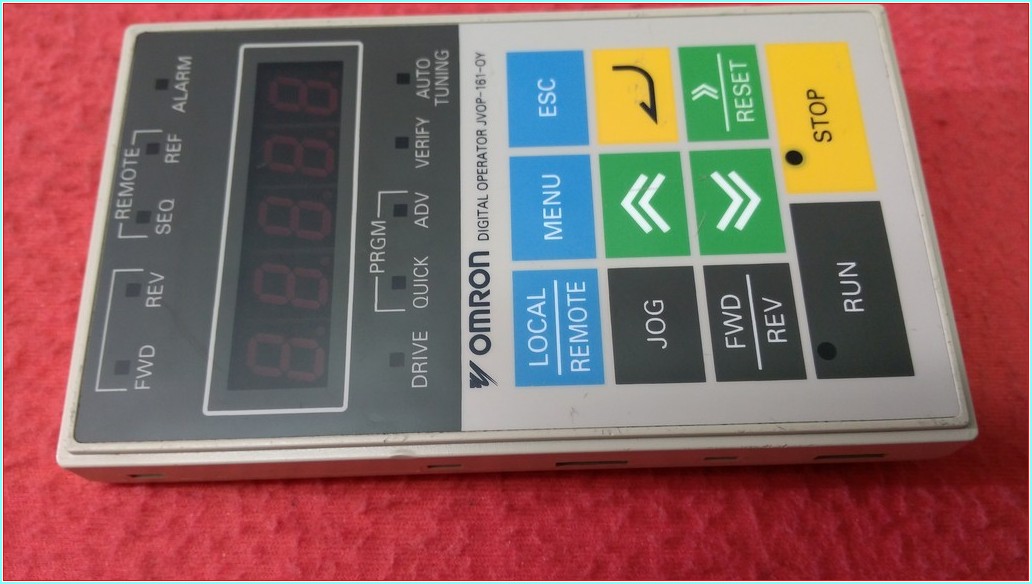 REMOTE
FWD REV SEQ REF ALARM
PRGM
DRIVE QUICK ADV VERIFY AUTO TUNING
OMRON DIGITAL OPERATOR JVOP-161-OY
LOCAL
REMOTE
MENU
ESC
JOG
FWD
REV
RESET
RUN
STOP